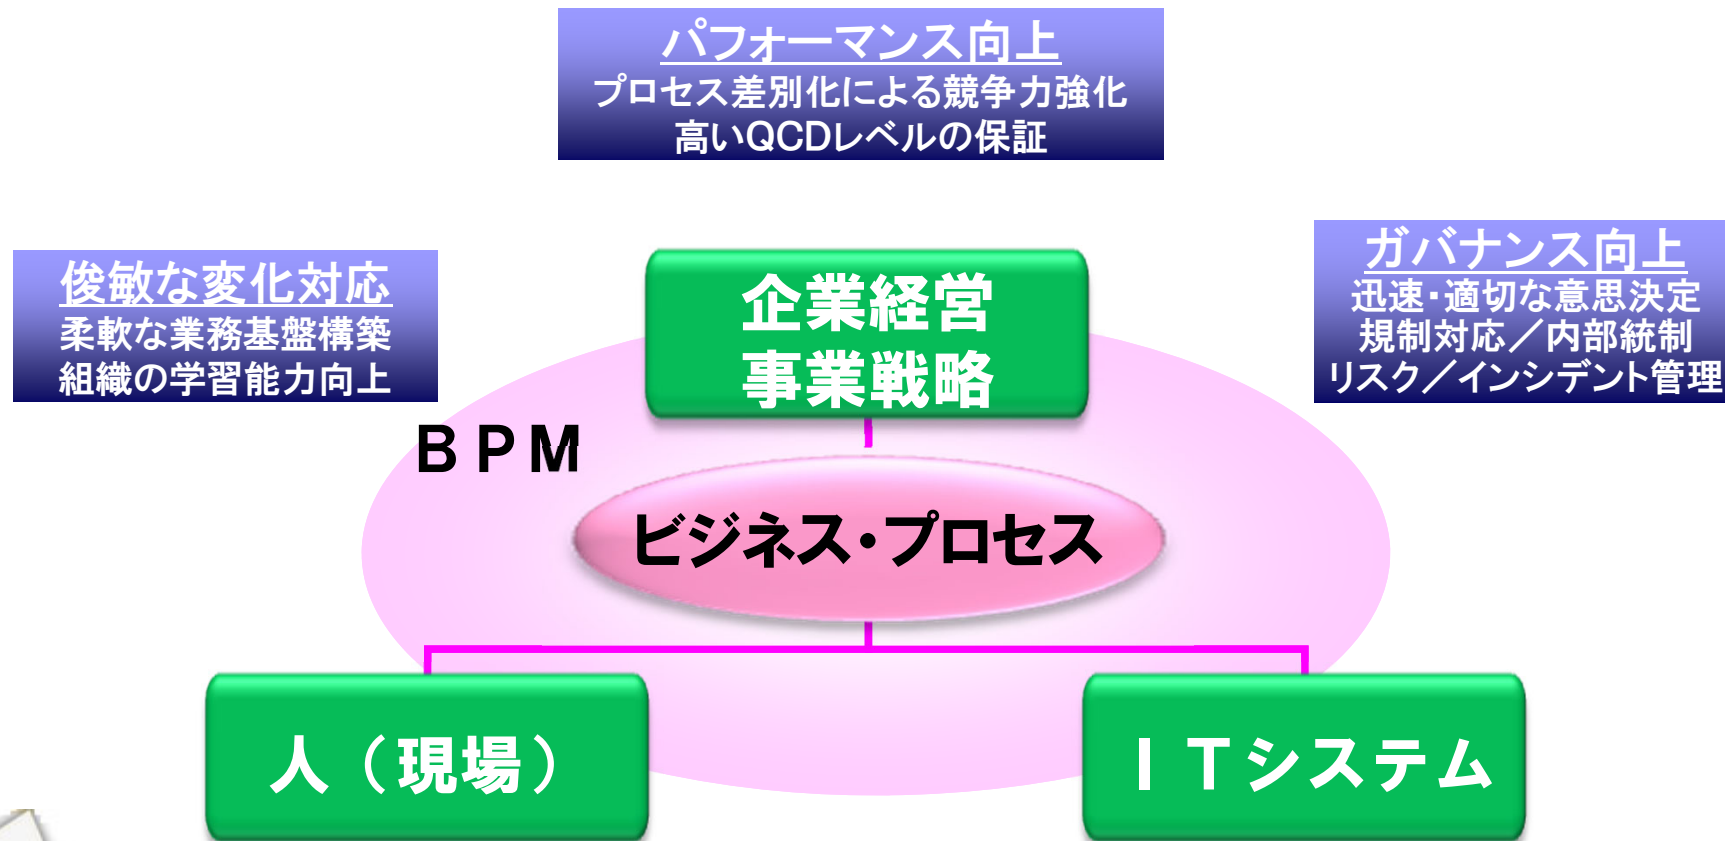 パフォーマンス向上
プロセス差別化による競争力強化
高いQCDレベルの保証
俊敏な変化対応
柔軟な業務基盤構築
組織の学習能力向上
ガバナンス向上
迅速・適切な意思決定
規制対応／内部統制
リスク／インシデント管理
企業経営
事業戦略
ＢＰＭ
ビジネス・プロセス
人（現場）
ＩＴシステム